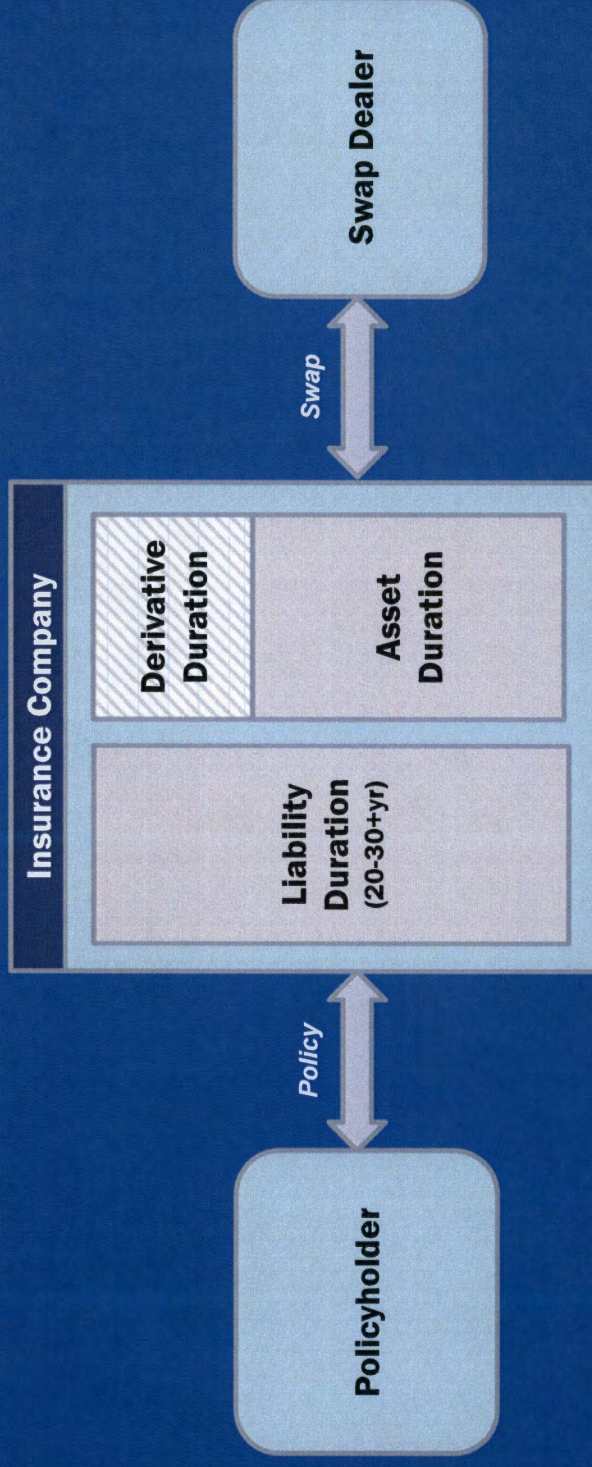 Insurance Company
Policyholder
Policy
Liability
Duration
(20-30+yr)
Derivative
Duration
Asset
Duration
Swap
Swap Dealer